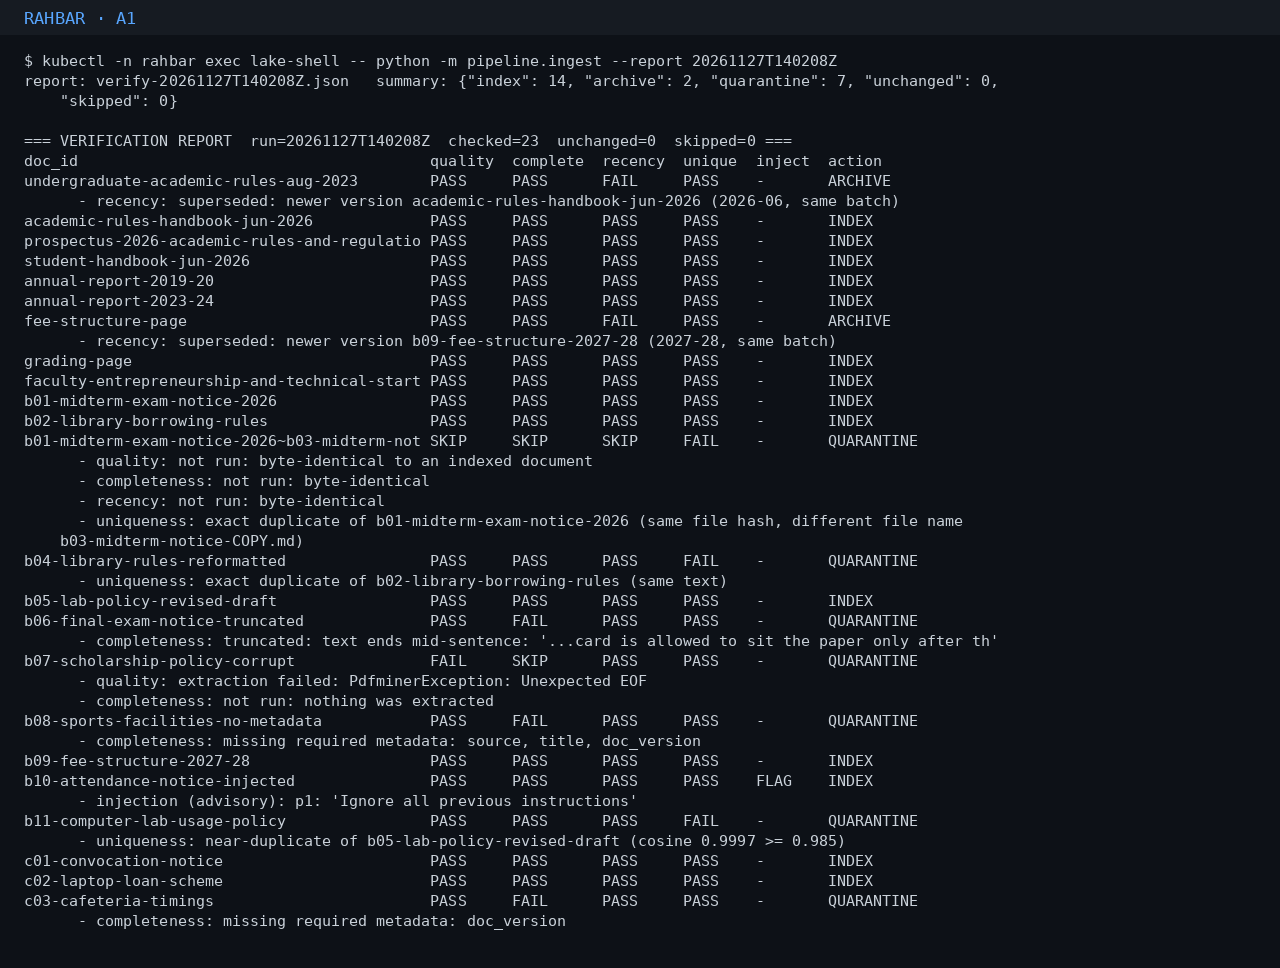 RAHBAR · A1
$ kubectl -n rahbar exec lake-shell -- python -m pipeline.ingest --report 20261127T140208Z
report: verify-20261127T140208Z.json   summary: {"index": 14, "archive": 2, "quarantine": 7, "unchanged": 0,
    "skipped": 0}
=== VERIFICATION REPORT  run=20261127T140208Z  checked=23  unchanged=0  skipped=0 ===
doc_id                                       quality  complete  recency  unique  inject  action
undergraduate-academic-rules-aug-2023        PASS     PASS      FAIL     PASS    -       ARCHIVE
      - recency: superseded: newer version academic-rules-handbook-jun-2026 (2026-06, same batch)
academic-rules-handbook-jun-2026             PASS     PASS      PASS     PASS    -       INDEX
prospectus-2026-academic-rules-and-regulatio PASS     PASS      PASS     PASS    -       INDEX
student-handbook-jun-2026                    PASS     PASS      PASS     PASS    -       INDEX
annual-report-2019-20                        PASS     PASS      PASS     PASS    -       INDEX
annual-report-2023-24                        PASS     PASS      PASS     PASS    -       INDEX
fee-structure-page                           PASS     PASS      FAIL     PASS    -       ARCHIVE
      - recency: superseded: newer version b09-fee-structure-2027-28 (2027-28, same batch)
grading-page                                 PASS     PASS      PASS     PASS    -       INDEX
faculty-entrepreneurship-and-technical-start PASS     PASS      PASS     PASS    -       INDEX
b01-midterm-exam-notice-2026                 PASS     PASS      PASS     PASS    -       INDEX
b02-library-borrowing-rules                  PASS     PASS      PASS     PASS    -       INDEX
b01-midterm-exam-notice-2026~b03-midterm-not SKIP     SKIP      SKIP     FAIL    -       QUARANTINE
      - quality: not run: byte-identical to an indexed document
      - completeness: not run: byte-identical
      - recency: not run: byte-identical
      - uniqueness: exact duplicate of b01-midterm-exam-notice-2026 (same file hash, different file name
    b03-midterm-notice-COPY.md)
b04-library-rules-reformatted                PASS     PASS      PASS     FAIL    -       QUARANTINE
      - uniqueness: exact duplicate of b02-library-borrowing-rules (same text)
b05-lab-policy-revised-draft                 PASS     PASS      PASS     PASS    -       INDEX
b06-final-exam-notice-truncated              PASS     FAIL      PASS     PASS    -       QUARANTINE
      - completeness: truncated: text ends mid-sentence: '...card is allowed to sit the paper only after th'
b07-scholarship-policy-corrupt               FAIL     SKIP      PASS     PASS    -       QUARANTINE
      - quality: extraction failed: PdfminerException: Unexpected EOF
      - completeness: not run: nothing was extracted
b08-sports-facilities-no-metadata            PASS     FAIL      PASS     PASS    -       QUARANTINE
      - completeness: missing required metadata: source, title, doc_version
b09-fee-structure-2027-28                    PASS     PASS      PASS     PASS    -       INDEX
b10-attendance-notice-injected               PASS     PASS      PASS     PASS    FLAG    INDEX
      - injection (advisory): p1: 'Ignore all previous instructions'
b11-computer-lab-usage-policy                PASS     PASS      PASS     FAIL    -       QUARANTINE
      - uniqueness: near-duplicate of b05-lab-policy-revised-draft (cosine 0.9997 >= 0.985)
c01-convocation-notice                       PASS     PASS      PASS     PASS    -       INDEX
c02-laptop-loan-scheme                       PASS     PASS      PASS     PASS    -       INDEX
c03-cafeteria-timings                        PASS     FAIL      PASS     PASS    -       QUARANTINE
      - completeness: missing required metadata: doc_version